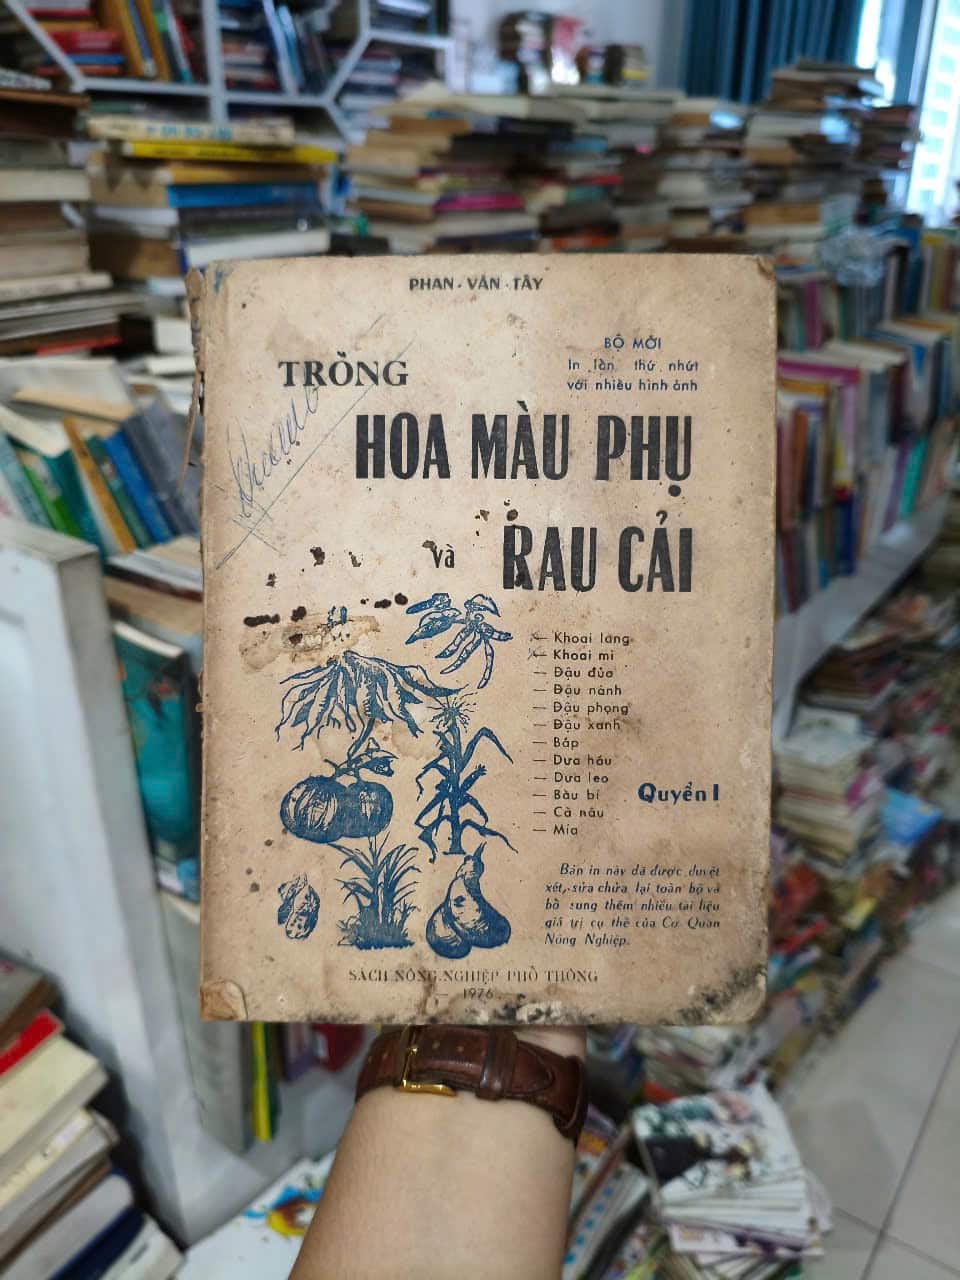 PHAN - VĂN - TÂY
BỘ MỚI
In lần thứ nhứt
với nhiều hình ảnh
TRỒNG
HOA MÀU PHỤ
và RAU CẢI
— Khoai lang
— Khoai mì
— Đậu đủa
— Đậu nành
— Đậu phọng
— Đậu xanh
— Bắp
— Dưa hấu
— Dưa leo
— Bàu bí
— Cà nâu
— Mía
Quyển I
Bản in này đã được duyệt
xét, sửa chửa lại toàn bộ và
bổ sung thêm nhiều tài liệu
giá trị cụ thể của Cơ Quan
Nông Nghiệp.
SÁCH NÔNG NGHIỆP PHỔ THÔNG
— 1976